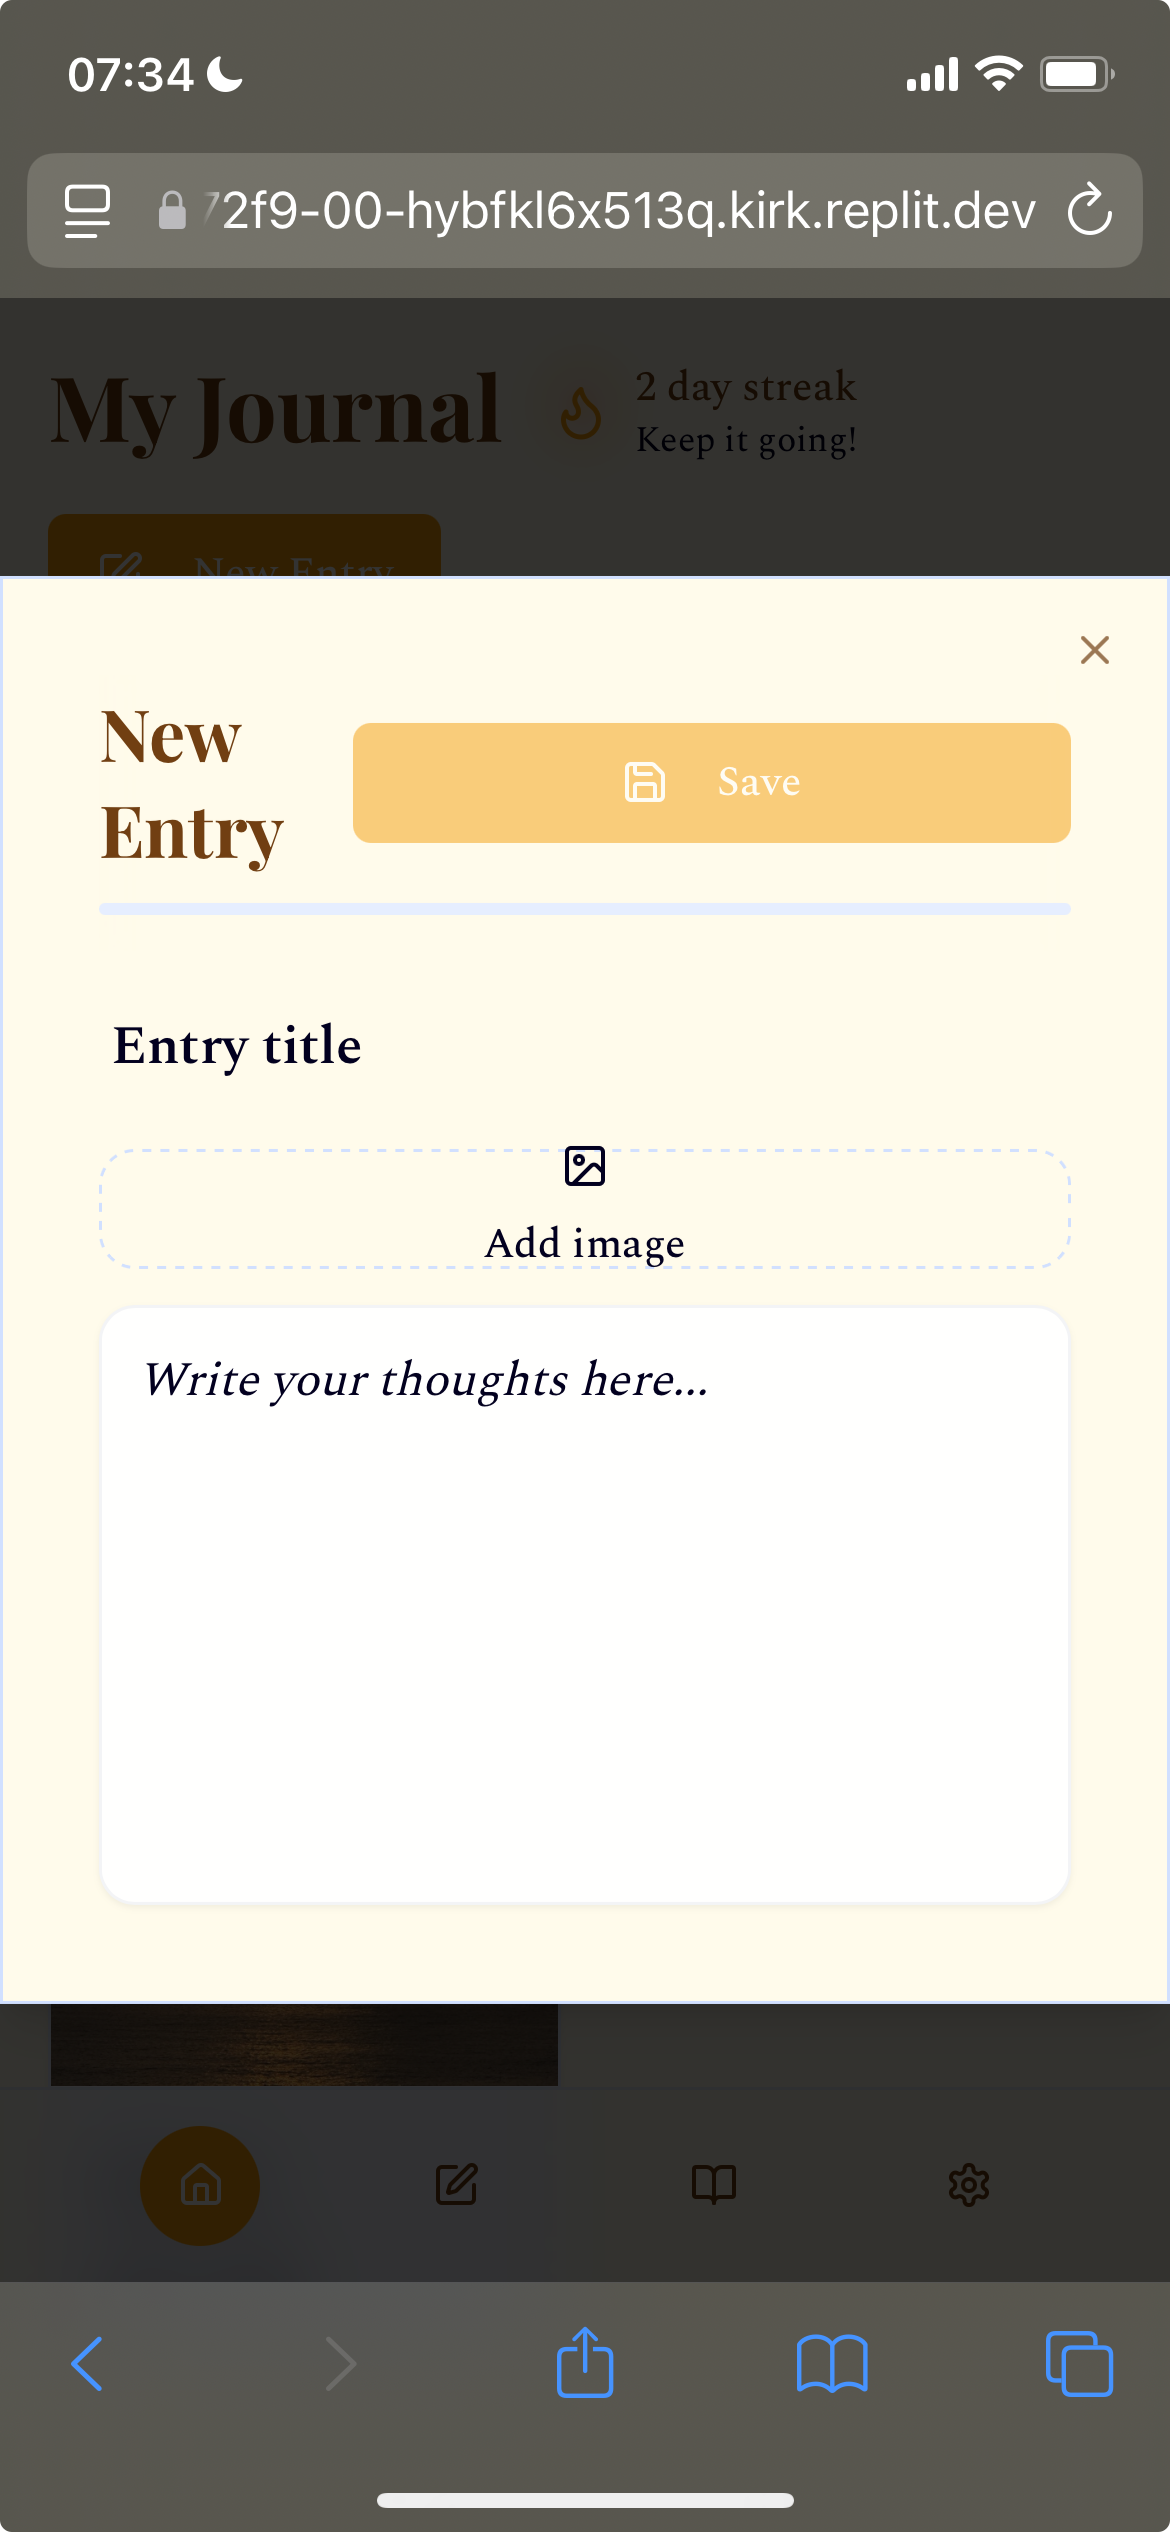 07:34
72f9-00-hybfkl6x513q.kirk.replit.dev
My Journal
2 day streak
Keep it going!
New Entry
New
Entry
Save
Entry title
Add image
Write your thoughts here...